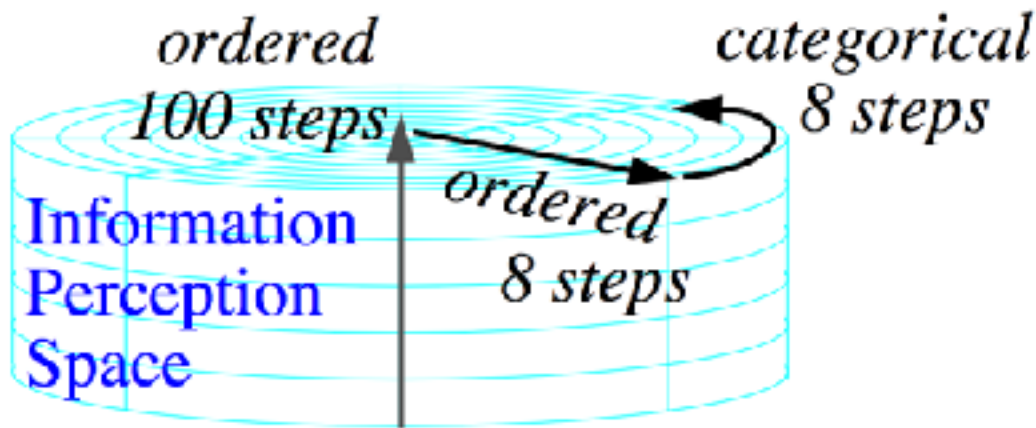 ordered
100 steps
categorical
8 steps
ordered
8 steps
Information
Perception
Space